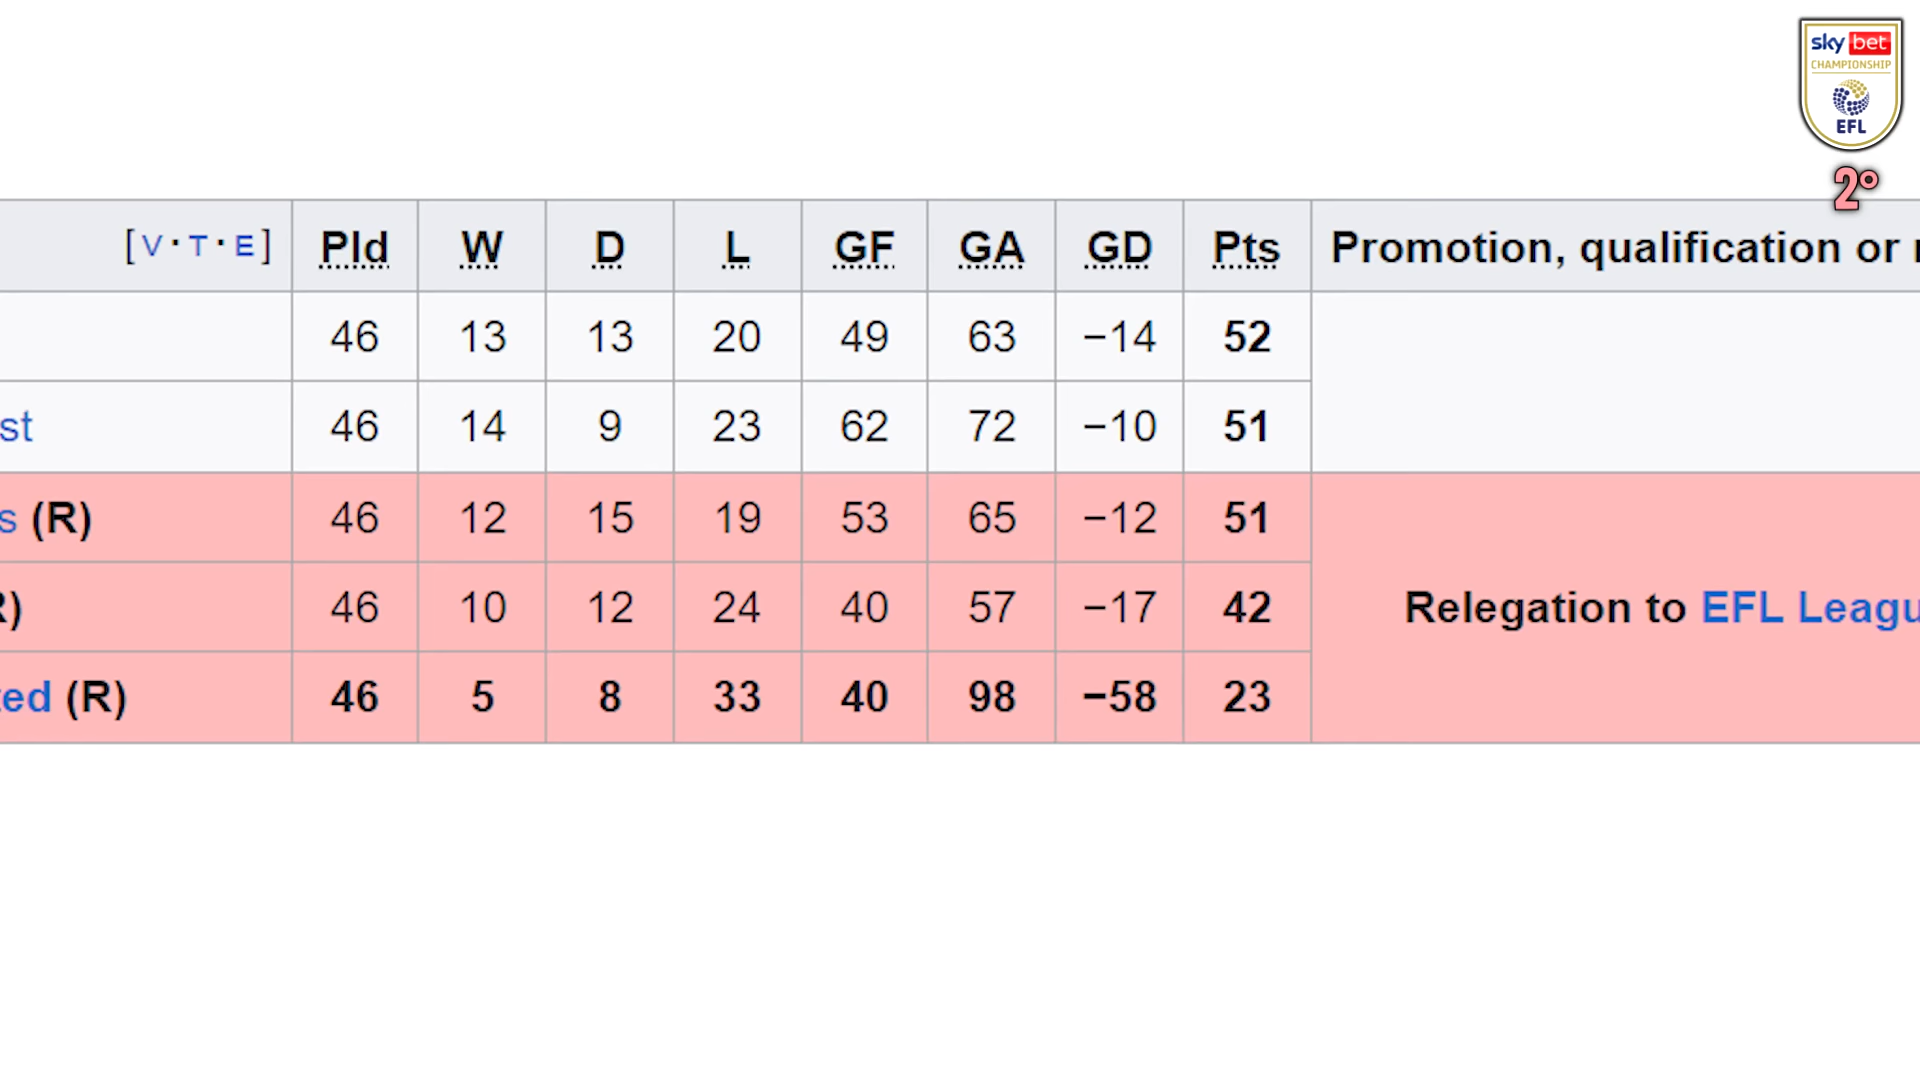 sky bet
CHAMPIONSHIP
EFL
2°
[V·T·E] Pld W D L GF GA GD Pts Promotion, qualification or r
46 13 13 20 49 63 −14 52
st 46 14 9 23 62 72 −10 51
s (R) 46 12 15 19 53 65 −12 51
R) 46 10 12 24 40 57 −17 42 Relegation to EFL Leagu
ed (R) 46 5 8 33 40 98 −58 23